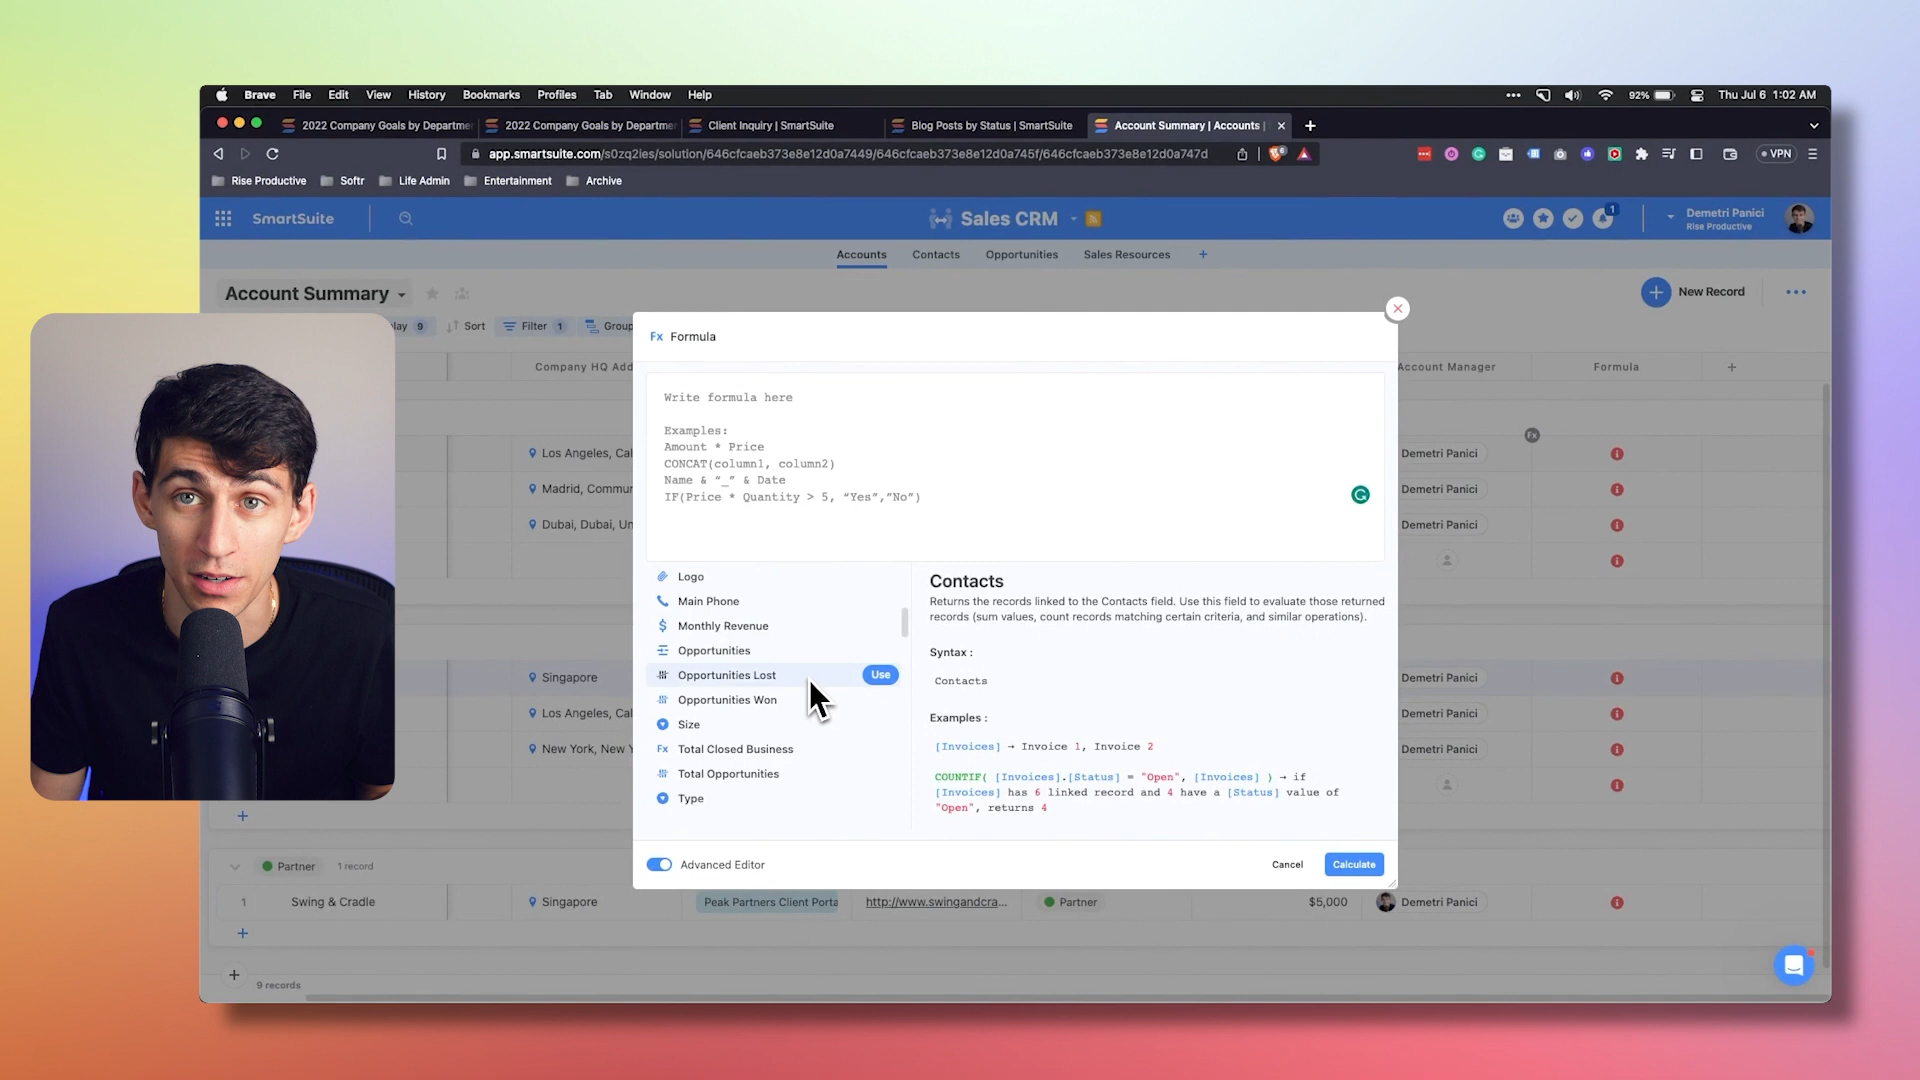 Brave File Edit View History Bookmarks Profiles Tab Window Help
92% Thu Jul 6 1:02 AM
2022 Company Goals by Departme
2022 Company Goals by Departmer
Client Inquiry | SmartSuite
Blog Posts by Status | SmartSuite
Account Summary | Accounts |
app.smartsuite.com/s0zq2ies/solution/646cfcaeb373e8e12d0a7449/646cfcaeb373e8e12d0a745f/646cfcaeb373e8e12d0a747d
VPN
Rise Productive Softr Life Admin Entertainment Archive
SmartSuite
Sales CRM
1
Demetri Panici
Rise Productive
Accounts Contacts Opportunities Sales Resources
Account Summary
New Record
lay 9 Sort Filter 1 Group
Company HQ Add
Account Manager Formula
Los Angeles, Cal
Demetri Panici
Madrid, Commun
Demetri Panici
Dubai, Dubai, Un
Demetri Panici
Singapore
Demetri Panici
Los Angeles, Cal
Demetri Panici
New York, New Y
Demetri Panici
Fx Formula
Write formula here
Examples:
Amount * Price
CONCAT(column1, column2)
Name & “_” & Date
IF(Price * Quantity > 5, “Yes”,”No”)
Logo
Main Phone
Monthly Revenue
Opportunities
Opportunities Lost Use
Opportunities Won
Size
Fx Total Closed Business
Total Opportunities
Type
Contacts
Returns the records linked to the Contacts field. Use this field to evaluate those returned
records (sum values, count records matching certain criteria, and similar operations).
Syntax :
Contacts
Examples :
[Invoices] → Invoice 1, Invoice 2
COUNTIF( [Invoices].[Status] = "Open", [Invoices] ) → if
[Invoices] has 6 linked record and 4 have a [Status] value of
"Open", returns 4
Advanced Editor
Cancel Calculate
Partner 1 record
1 Swing & Cradle Singapore Peak Partners Client Porta http://www.swingandcra... Partner $5,000 Demetri Panici
9 records